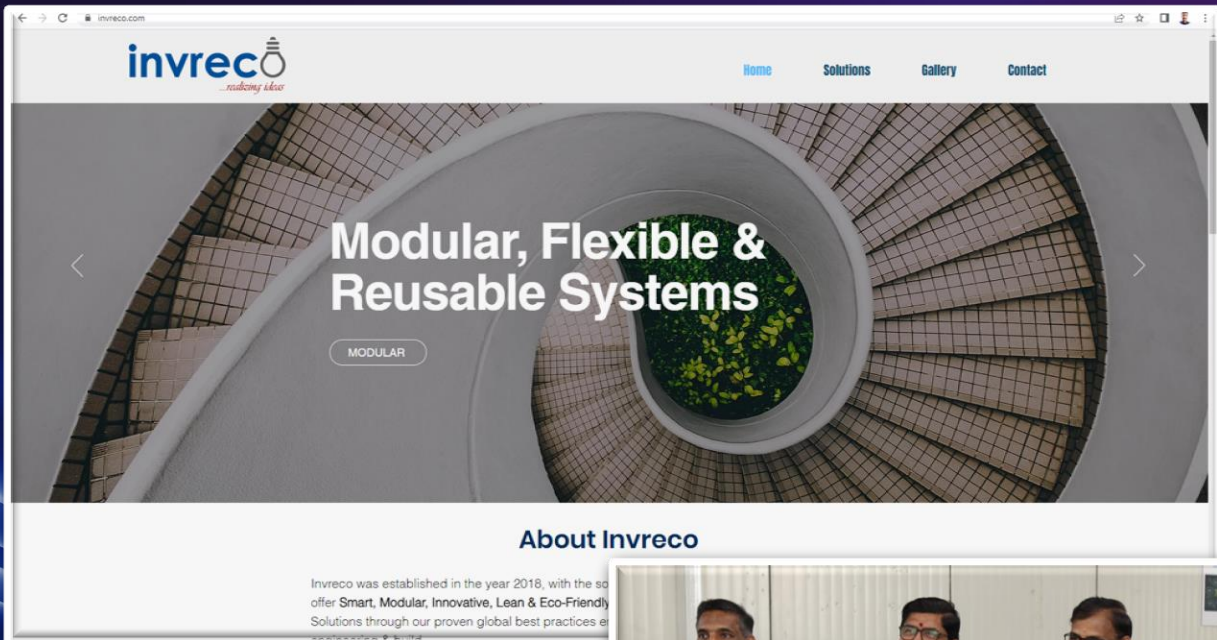 invreco.com
invreco
...realizing ideas
Home Solutions Gallery Contact
Modular, Flexible &
Reusable Systems
MODULAR
About Invreco
Invreco was established in the year 2018, with the so
offer Smart, Modular, Innovative, Lean & Eco-Friendly
Solutions through our proven global best practices e
engineering & build